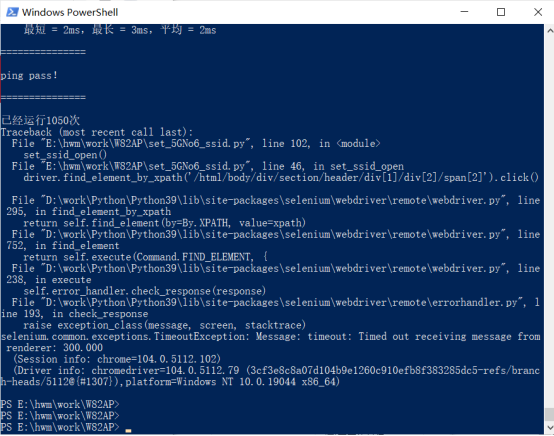 Windows PowerShell
最短 = 2ms，最长 = 3ms，平均 = 2ms
===============
ping pass!
===============
已经运行1050次
Traceback (most recent call last):
  File "E:\hwm\work\W82AP\set_5GNo6_ssid.py", line 102, in <module>
    set_ssid_open()
  File "E:\hwm\work\W82AP\set_5GNo6_ssid.py", line 46, in set_ssid_open
    driver.find_element_by_xpath('/html/body/div/section/header/div[1]/div[2]/span[2]').click()
  File "D:\work\Python\Python39\lib\site-packages\selenium\webdriver\remote\webdriver.py", line
295, in find_element_by_xpath
    return self.find_element(by=By.XPATH, value=xpath)
  File "D:\work\Python\Python39\lib\site-packages\selenium\webdriver\remote\webdriver.py", line
752, in find_element
    return self.execute(Command.FIND_ELEMENT, {
  File "D:\work\Python\Python39\lib\site-packages\selenium\webdriver\remote\webdriver.py", line
238, in execute
    self.error_handler.check_response(response)
  File "D:\work\Python\Python39\lib\site-packages\selenium\webdriver\remote\errorhandler.py", l
ine 193, in check_response
    raise exception_class(message, screen, stacktrace)
selenium.common.exceptions.TimeoutException: Message: timeout: Timed out receiving message from
 renderer: 300.000
  (Session info: chrome=104.0.5112.102)
  (Driver info: chromedriver=104.0.5112.79 (3cf3e8c8a07d104b9e1260c910efb8f383285dc5-refs/branc
h-heads/5112@{#1307}),platform=Windows NT 10.0.19044 x86_64)
PS E:\hwm\work\W82AP>
PS E:\hwm\work\W82AP>
PS E:\hwm\work\W82AP>